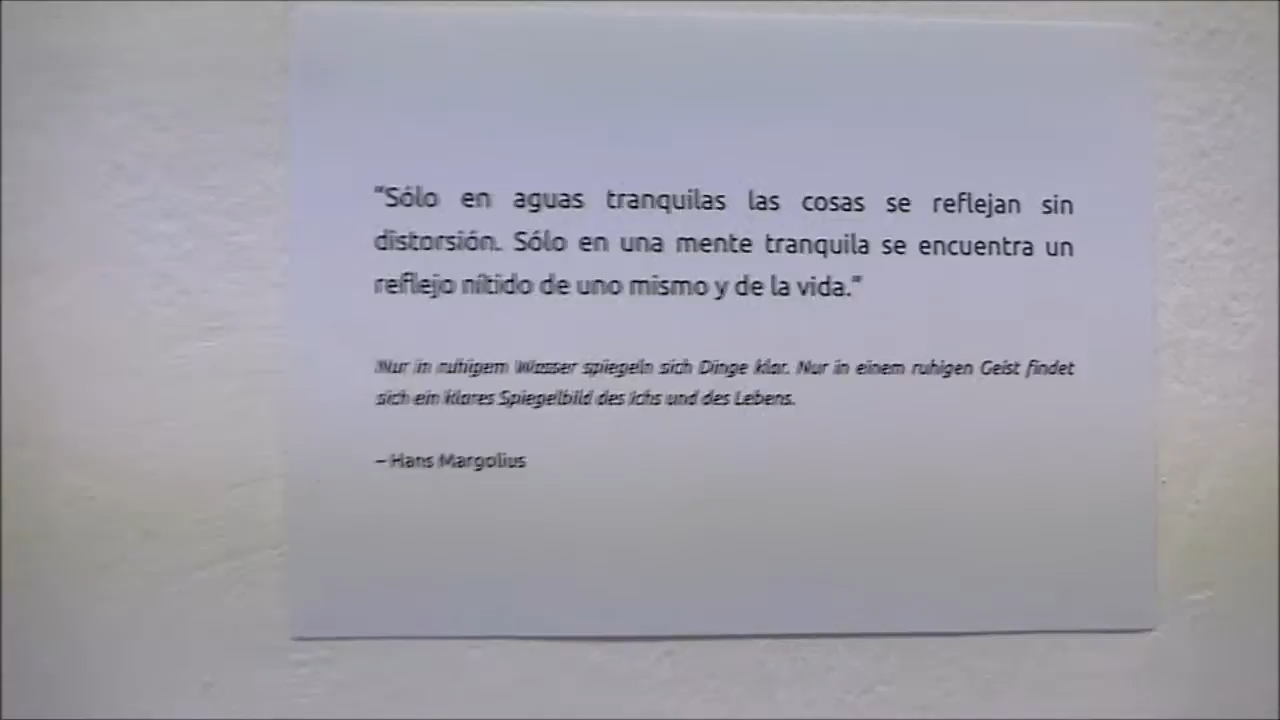 “Sólo en aguas tranquilas las cosas se reflejan sin
distorsión. Sólo en una mente tranquila se encuentra un
reflejo nítido de uno mismo y de la vida.”
Nur in ruhigem Wasser spiegeln sich Dinge klar. Nur in einem ruhigen Geist findet
sich ein klares Spiegelbild des Ichs und des Lebens.
– Hans Margolius